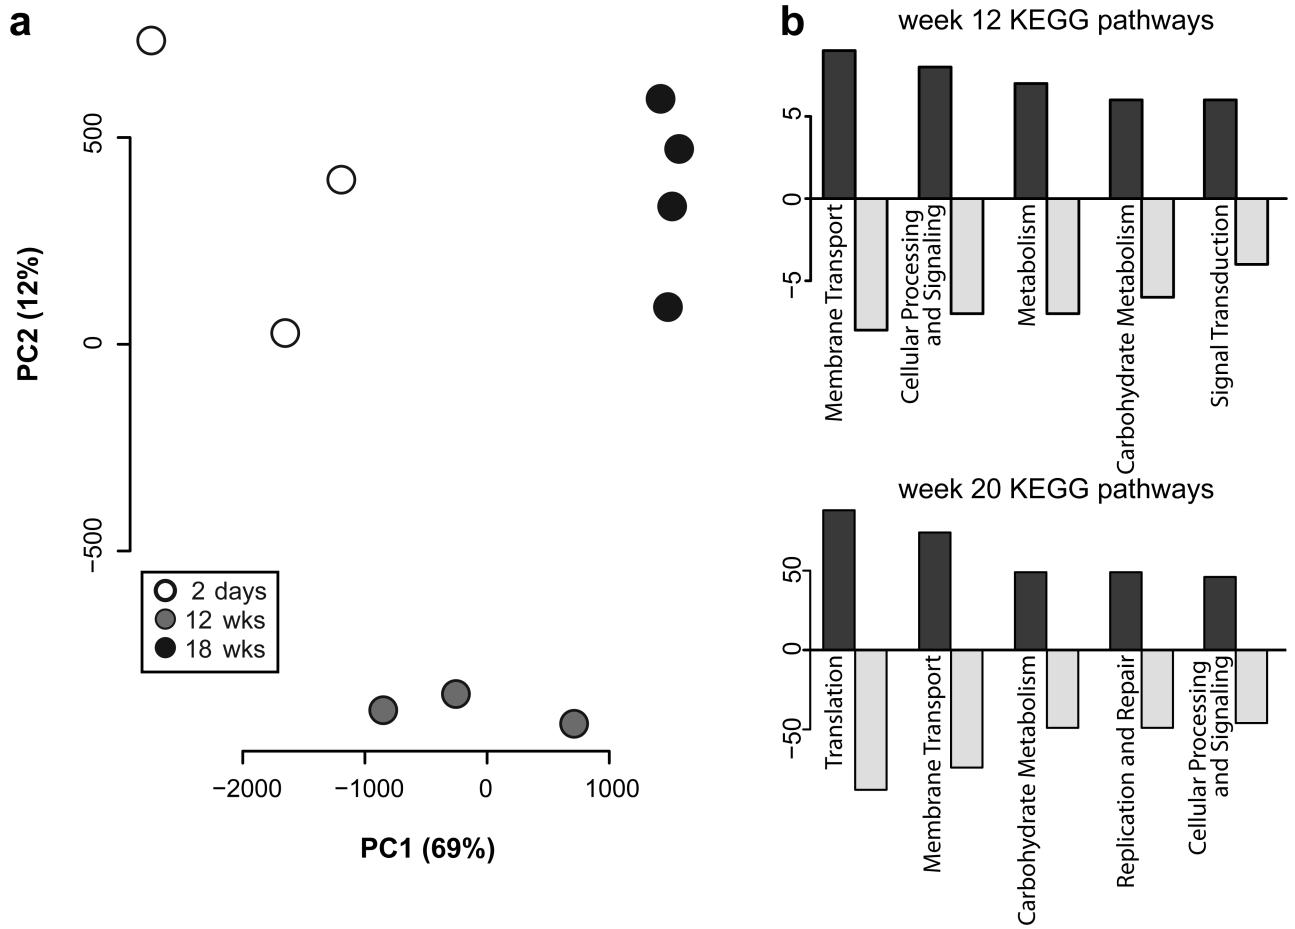 a
500
0
−500
PC2 (12%)
2 days
12 wks
18 wks
−2000
−1000
0
1000
PC1 (69%)
b
week 12 KEGG pathways
5
0
−5
Membrane Transport
Cellular Processing
and Signaling
Metabolism
Carbohydrate Metabolism
Signal Transduction
week 20 KEGG pathways
50
0
−50
Translation
Membrane Transport
Carbohydrate Metabolism
Replication and Repair
Cellular Processing
and Signaling